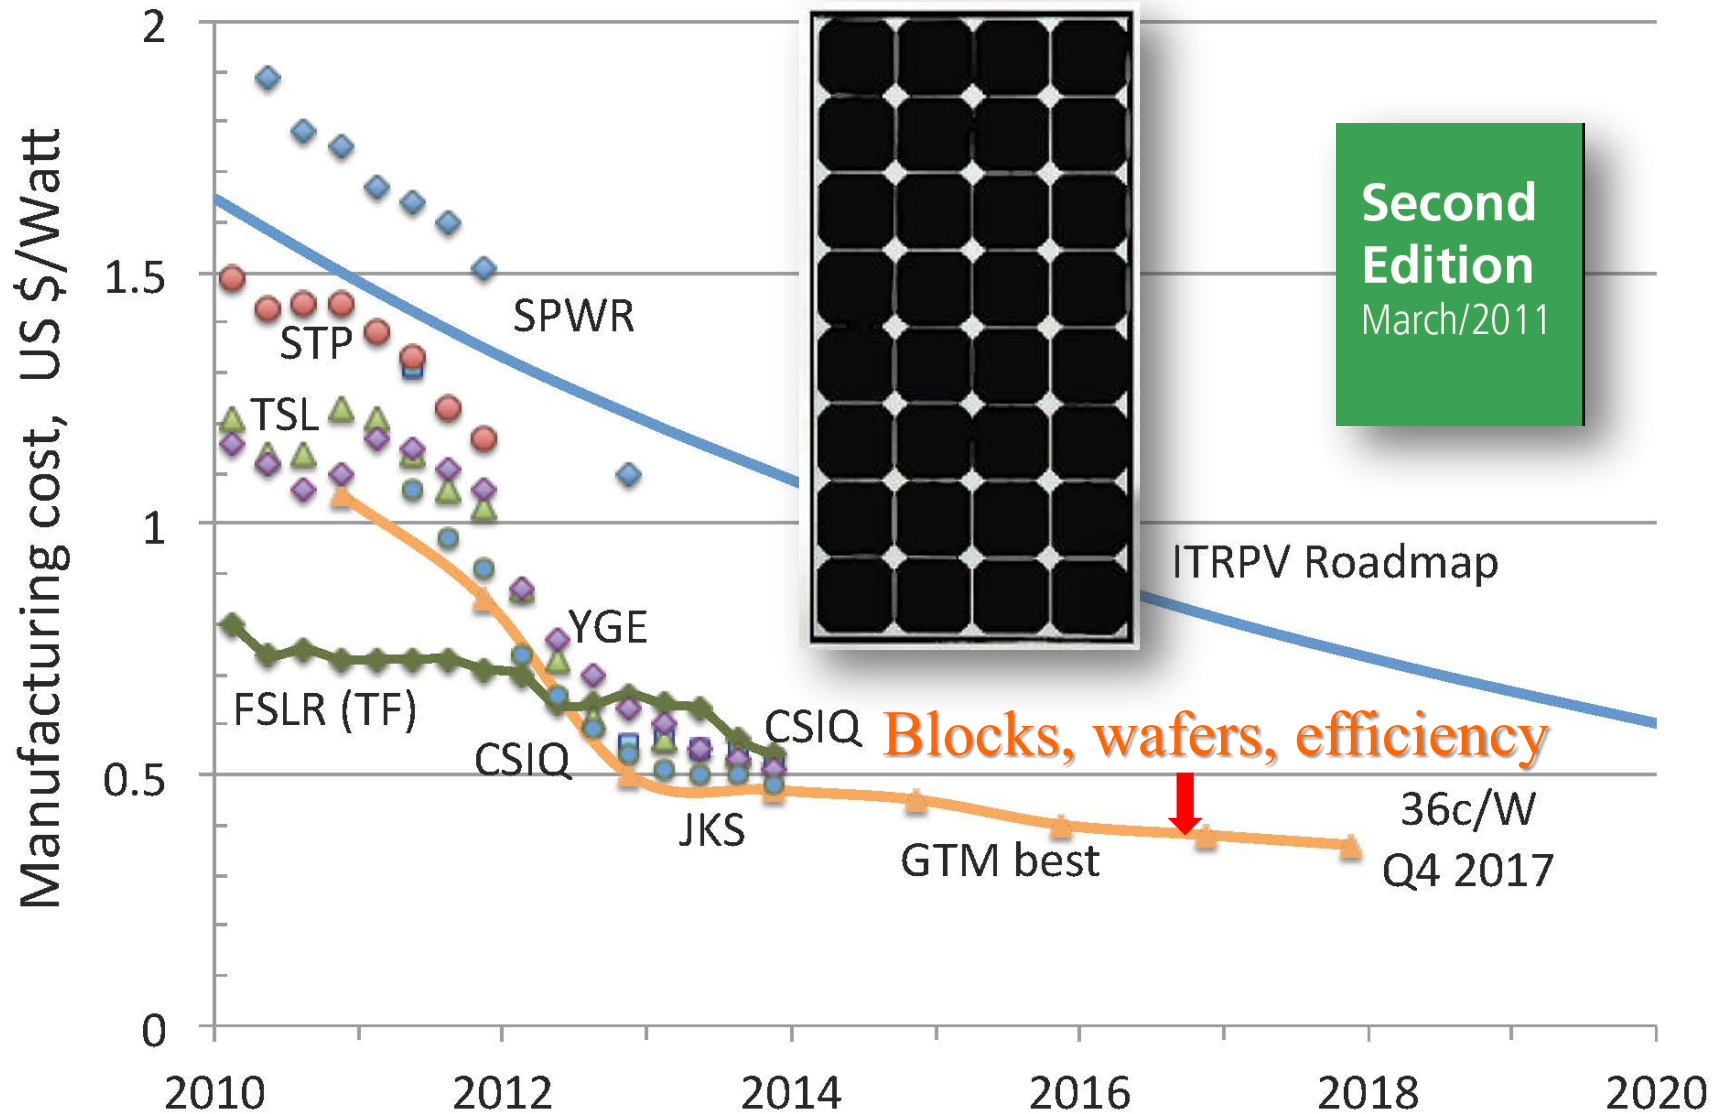 Manufacturing cost, US $/Watt
2
1.5
1
0.5
0
2010
2012
2014
2016
2018
2020
SPWR
STP
TSL
YGE
FSLR (TF)
CSIQ
CSIQ
JKS
GTM best
ITRPV Roadmap
Blocks, wafers, efficiency
36c/W
Q4 2017
Second
Edition
March/2011